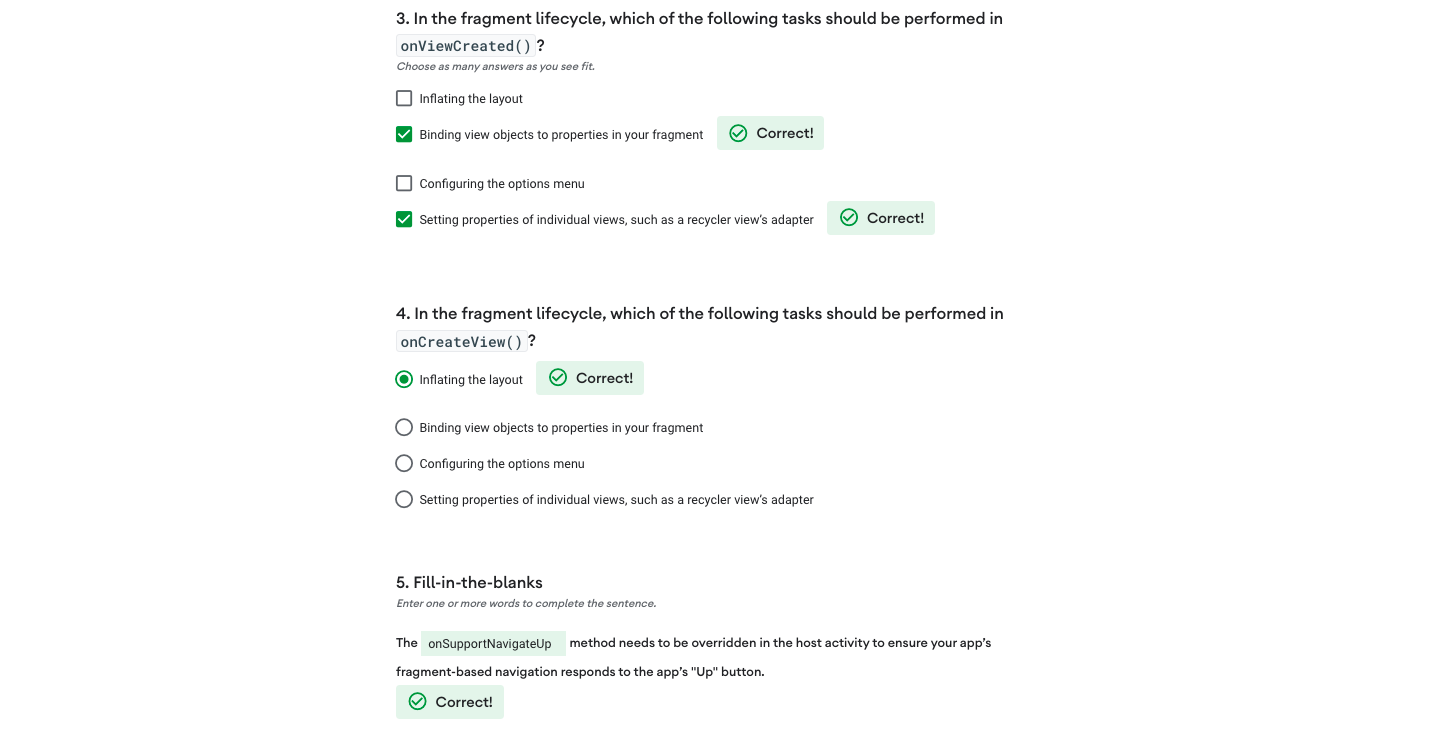 3. In the fragment lifecycle, which of the following tasks should be performed in
onViewCreated()?
Choose as many answers as you see fit.
Inflating the layout
Binding view objects to properties in your fragment Correct!
Configuring the options menu
Setting properties of individual views, such as a recycler view’s adapter Correct!
4. In the fragment lifecycle, which of the following tasks should be performed in
onCreateView()?
Inflating the layout Correct!
Binding view objects to properties in your fragment
Configuring the options menu
Setting properties of individual views, such as a recycler view’s adapter
5. Fill-in-the-blanks
Enter one or more words to complete the sentence.
The onSupportNavigateUp method needs to be overridden in the host activity to ensure your app’s
fragment-based navigation responds to the app’s "Up" button.
Correct!